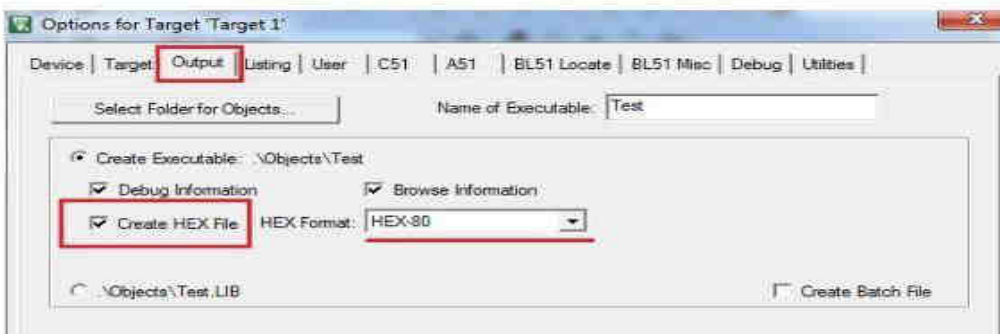 Options for Target 'Target 1'
Device | Target | Output | Listing | User | C51 | A51 | BL51 Locate | BL51 Misc | Debug | Utilities |
Select Folder for Objects... Name of Executable: Test
Create Executable: .\Objects\Test
Debug Information Browse Information
Create HEX File HEX Format: HEX-80
.\Objects\Test.LIB Create Batch File